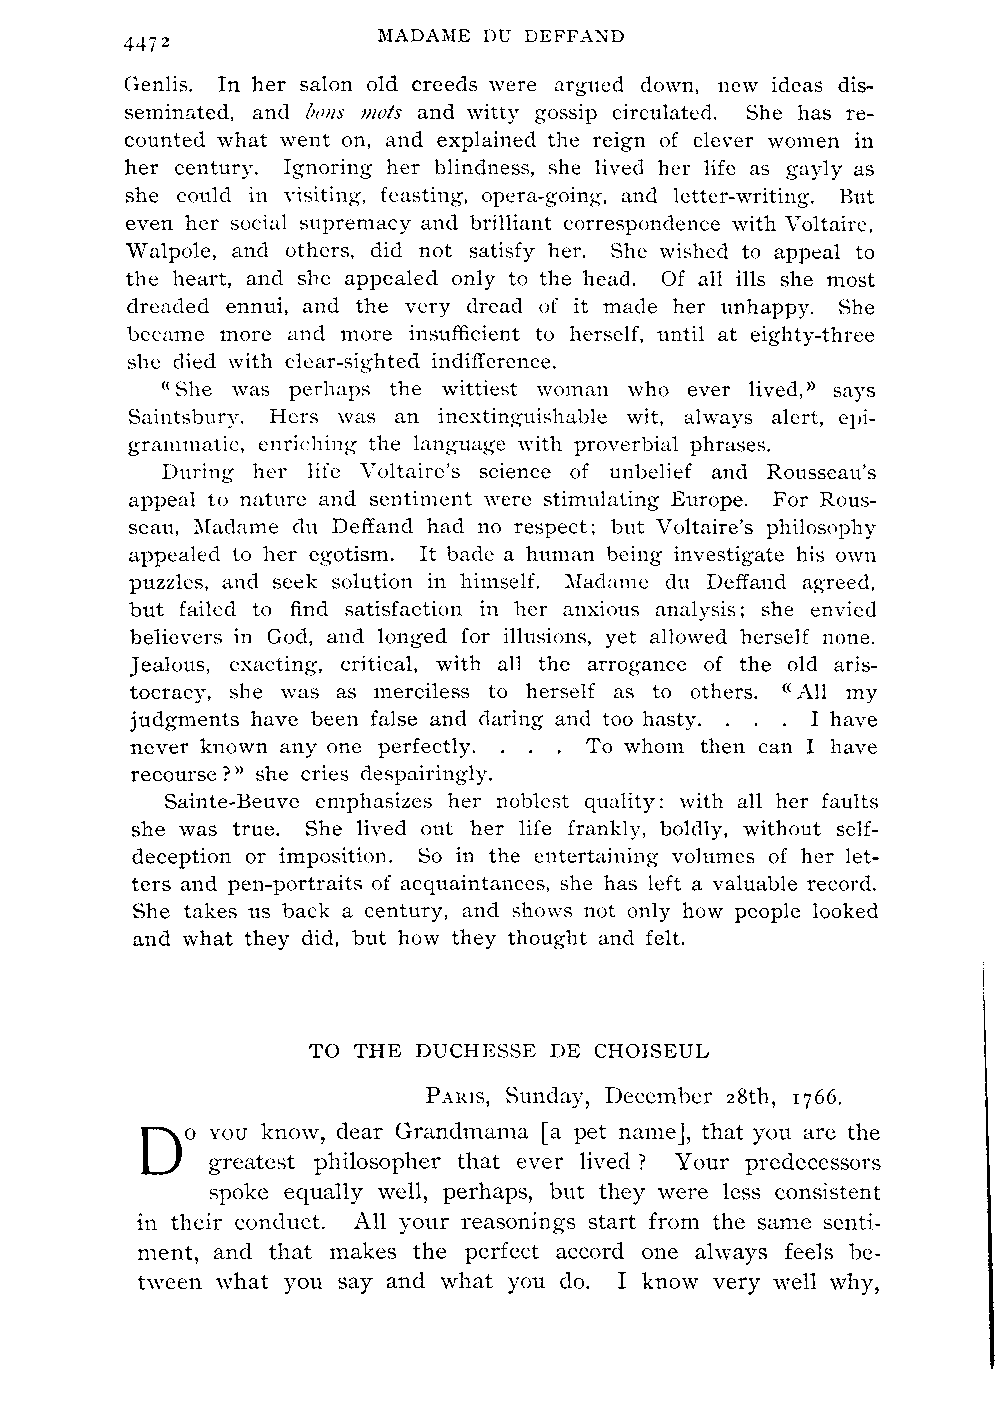 4472
MADAME DU DEFFAND
Genlis. In her salon old creeds were argued down, new ideas dis-
seminated, and bons mots and witty gossip circulated. She has re-
counted what went on, and explained the reign of clever women in
her century. Ignoring her blindness, she lived her life as gayly as
she could in visiting, feasting, opera-going, and letter-writing. But
even her social supremacy and brilliant correspondence with Voltaire,
Walpole, and others, did not satisfy her. She wished to appeal to
the heart, and she appealed only to the head. Of all ills she most
dreaded ennui, and the very dread of it made her unhappy. She
became more and more insufficient to herself, until at eighty-three
she died with clear-sighted indifference.
“She was perhaps the wittiest woman who ever lived,” says
Saintsbury. Hers was an inextinguishable wit, always alert, epi-
grammatic, enriching the language with proverbial phrases.
During her life Voltaire's science of unbelief and Rousseau's
appeal to nature and sentiment were stimulating Europe. For Rous-
seau, Madame du Deffand had no respect; but Voltaire's philosophy
appealed to her egotism. It bade a human being investigate his own
puzzles, and seek solution in himself. Madame du Deffand agreed,
but failed to find satisfaction in her anxious analysis; she envied
believers in God, and longed for illusions, yet allowed herself none.
Jealous, exacting, critical, with all the arrogance of the old aris-
tocracy, she was as merciless to herself as to others. “All my
judgments have been false and daring and too hasty. . . . I have
never known any one perfectly. . . . To whom then can I have
recourse?” she cries despairingly.
Sainte-Beuve emphasizes her noblest quality: with all her faults
she was true. She lived out her life frankly, boldly, without self-
deception or imposition. So in the entertaining volumes of her let-
ters and pen-portraits of acquaintances, she has left a valuable record.
She takes us back a century, and shows not only how people looked
and what they did, but how they thought and felt.
TO THE DUCHESSE DE CHOISEUL
PARIS, Sunday, December 28th, 1766.
DO YOU know, dear Grandmama [a pet name], that you are the
greatest philosopher that ever lived? Your predecessors
spoke equally well, perhaps, but they were less consistent
in their conduct. All your reasonings start from the same senti-
ment, and that makes the perfect accord one always feels be-
tween what you say and what you do. I know very well why,